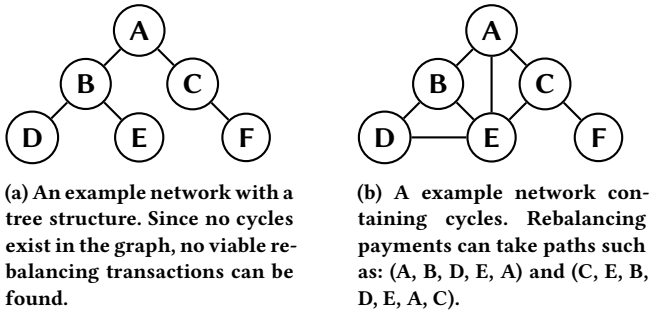 A
B
C
D
E
F
(a) An example network with a
tree structure. Since no cycles
exist in the graph, no viable re-
balancing transactions can be
found.
A
B
C
D
E
F
(b) A example network con-
taining cycles. Rebalancing
payments can take paths such
as: (A, B, D, E, A) and (C, E, B,
D, E, A, C).